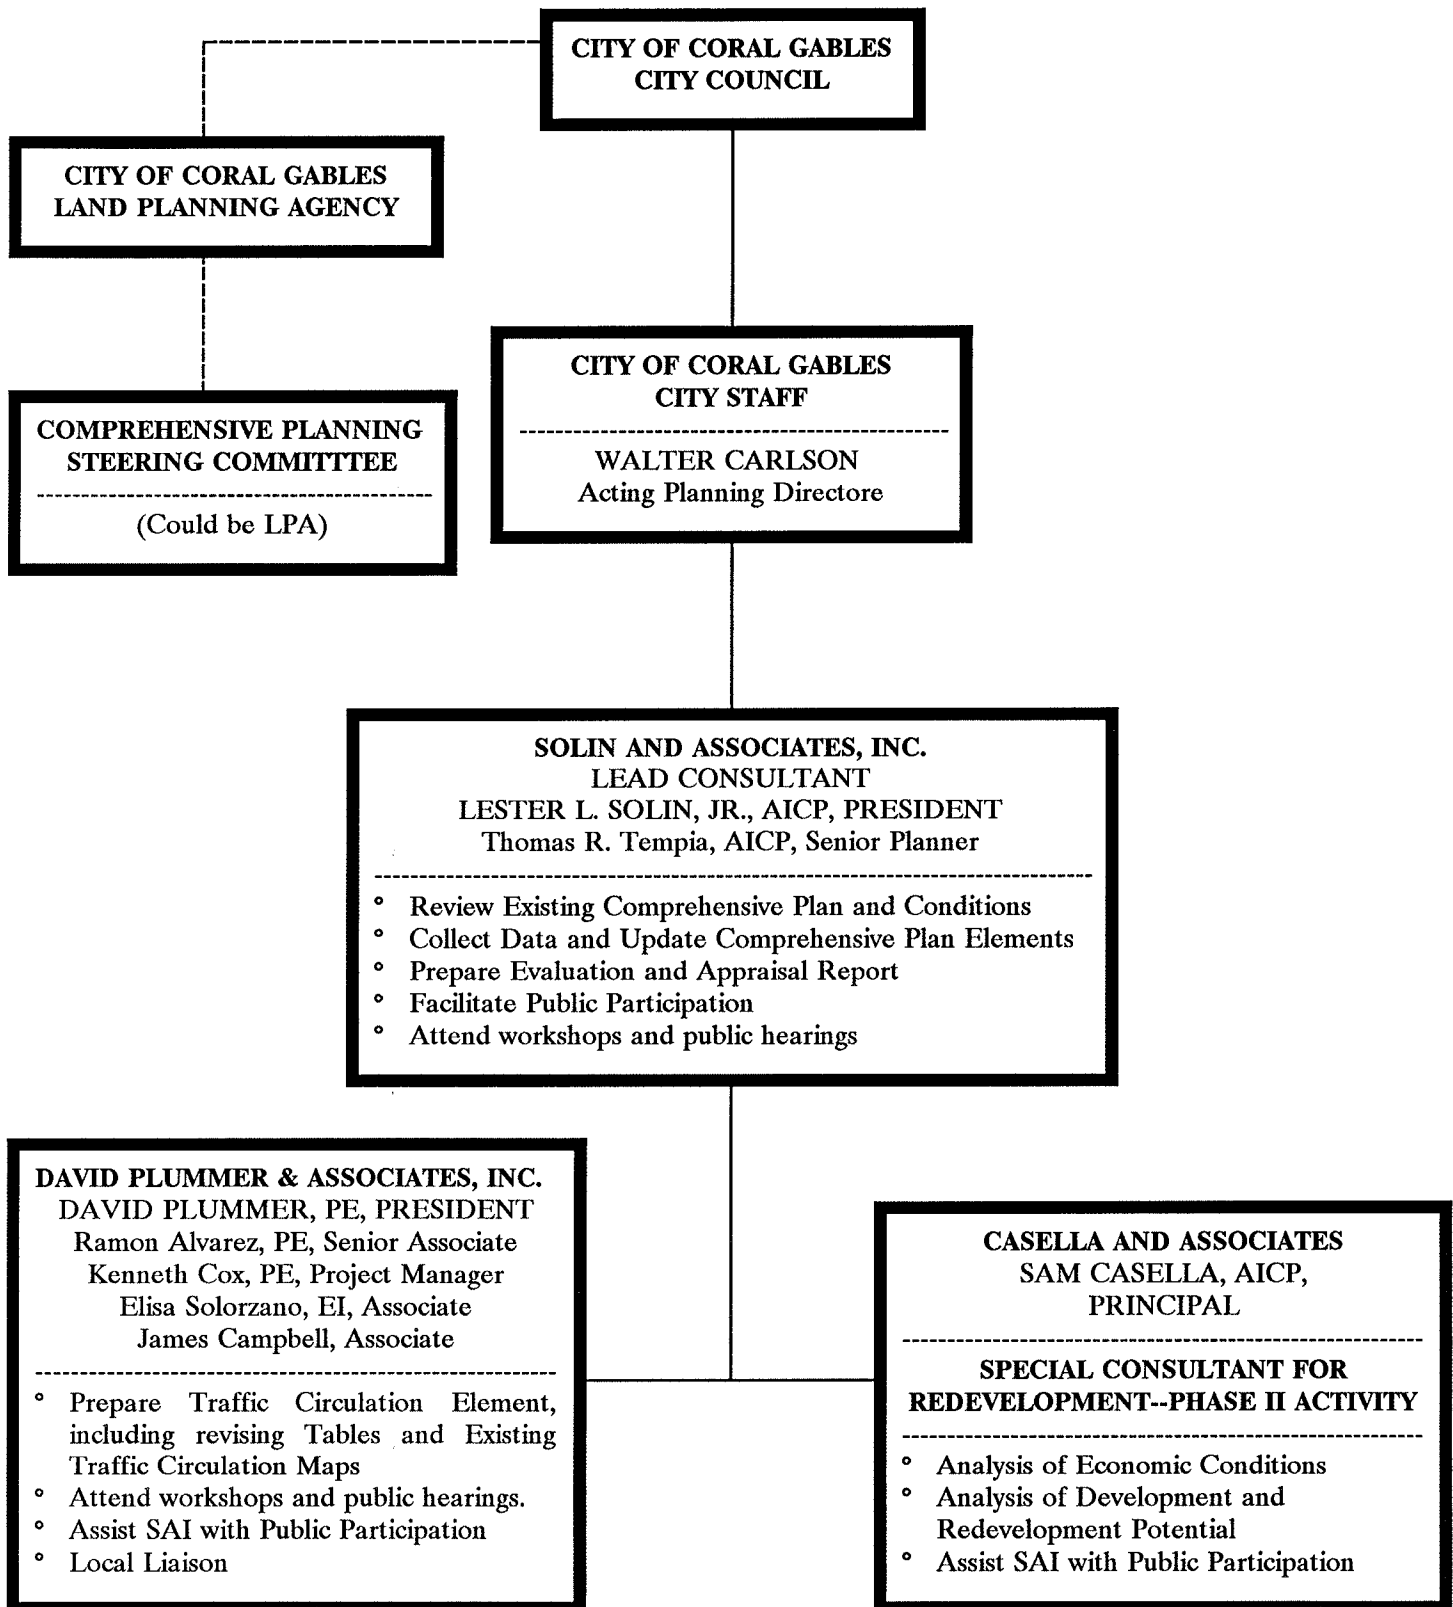 CITY OF CORAL GABLES
CITY COUNCIL
CITY OF CORAL GABLES
LAND PLANNING AGENCY
CITY OF CORAL GABLES
CITY STAFF
WALTER CARLSON
Acting Planning Directore
COMPREHENSIVE PLANNING
STEERING COMMITTTEE
(Could be LPA)
SOLIN AND ASSOCIATES, INC.
LEAD CONSULTANT
LESTER L. SOLIN, JR., AICP, PRESIDENT
Thomas R. Tempia, AICP, Senior Planner
° Review Existing Comprehensive Plan and Conditions
° Collect Data and Update Comprehensive Plan Elements
° Prepare Evaluation and Appraisal Report
° Facilitate Public Participation
° Attend workshops and public hearings
DAVID PLUMMER & ASSOCIATES, INC.
DAVID PLUMMER, PE, PRESIDENT
Ramon Alvarez, PE, Senior Associate
Kenneth Cox, PE, Project Manager
Elisa Solorzano, EI, Associate
James Campbell, Associate
° Prepare Traffic Circulation Element,
including revising Tables and Existing
Traffic Circulation Maps
° Attend workshops and public hearings.
° Assist SAI with Public Participation
° Local Liaison
CASELLA AND ASSOCIATES
SAM CASELLA, AICP,
PRINCIPAL
SPECIAL CONSULTANT FOR
REDEVELOPMENT--PHASE II ACTIVITY
° Analysis of Economic Conditions
° Analysis of Development and
Redevelopment Potential
° Assist SAI with Public Participation